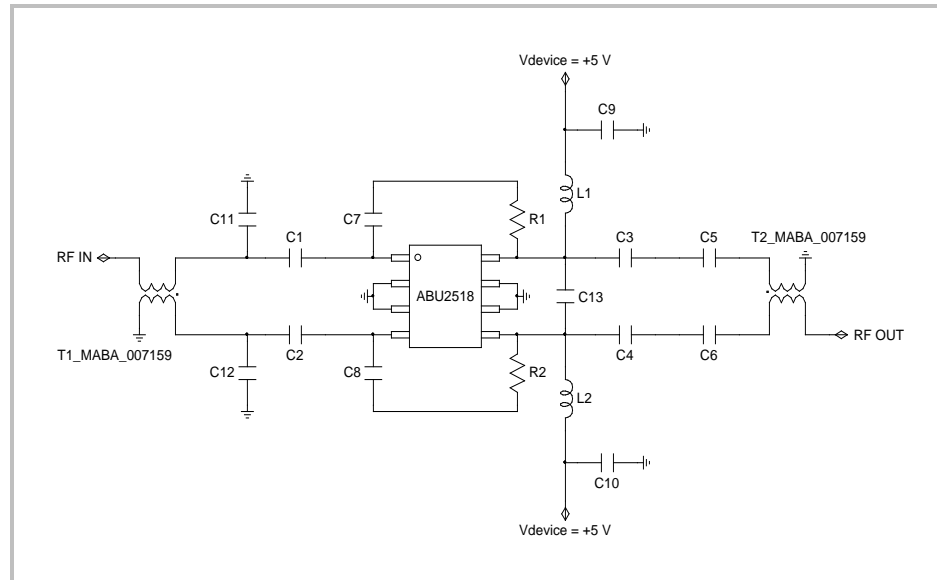 Vdevice = +5 V
C9
L1
C11
C7
R1
C1
C3
C5
T2_MABA_007159
RF IN
ABU2518
C13
RF OUT
T1_MABA_007159
C2
C4
C6
C12
C8
R2
L2
C10
Vdevice = +5 V